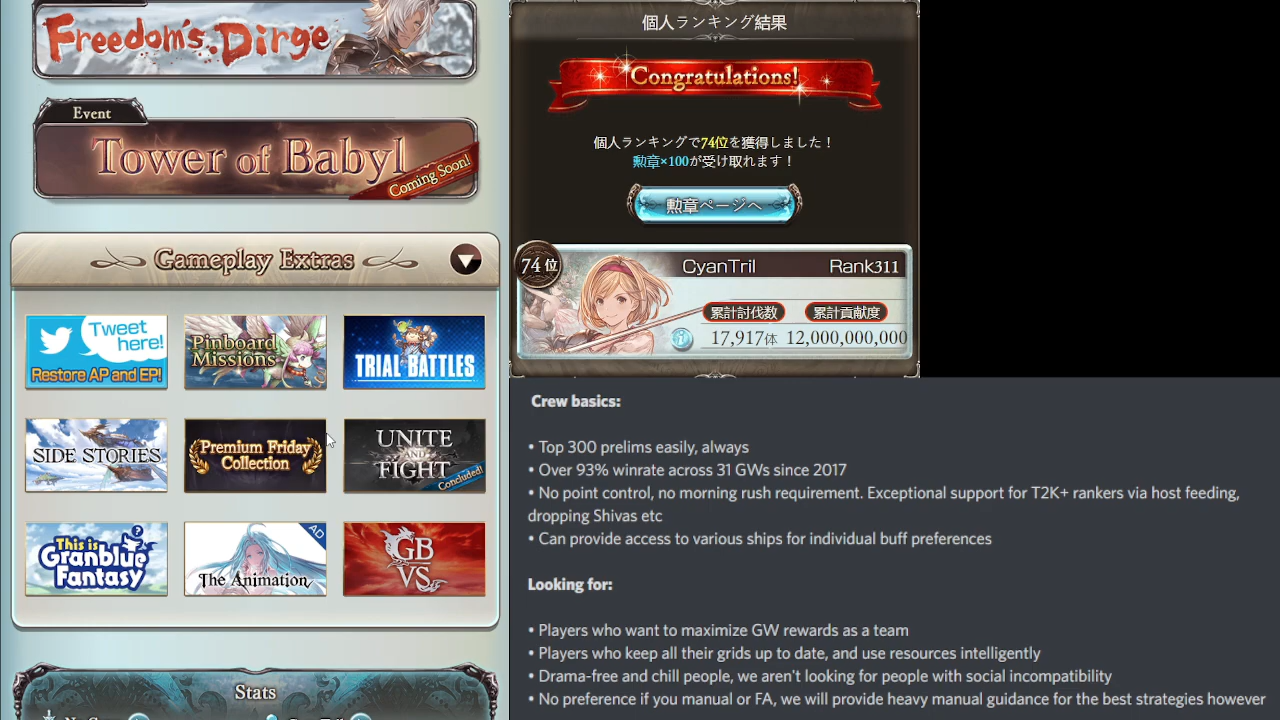 Freedom's Dirge
Event
Tower of Babyl
Coming Soon!
Gameplay Extras
Tweet here!
Restore AP and EP!
Pinboard Missions
TRIAL BATTLES
SIDE STORIES
Premium Friday Collection
UNITE AND FIGHT
Concluded!
This is Granblue Fantasy
?
The Animation
AD
GB VS
Stats
個人ランキング結果
Congratulations!
個人ランキングで74位を獲得しました！
勲章×100が受け取れます！
勲章ページへ
74位
CyanTril Rank311
累計討伐数 累計貢献度
17,917体 12,000,000,000
Crew basics:
• Top 300 prelims easily, always
• Over 93% winrate across 31 GWs since 2017
• No point control, no morning rush requirement. Exceptional support for T2K+ rankers via host feeding,
dropping Shivas etc
• Can provide access to various ships for individual buff preferences
Looking for:
• Players who want to maximize GW rewards as a team
• Players who keep all their grids up to date, and use resources intelligently
• Drama-free and chill people, we aren't looking for people with social incompatibility
• No preference if you manual or FA, we will provide heavy manual guidance for the best strategies however